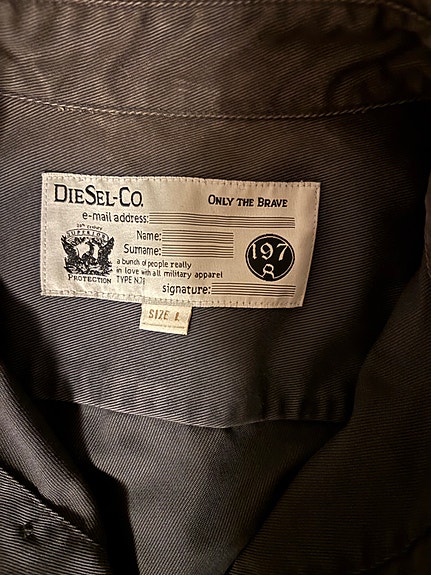 DIESEL-CO. ONLY THE BRAVE
e-mail address:
Name:
Surname:
SUPERIOR
PROTECTION
a bunch of people really
in love with all military apparel
TYPE N.78
signature:
197
8
SIZE L